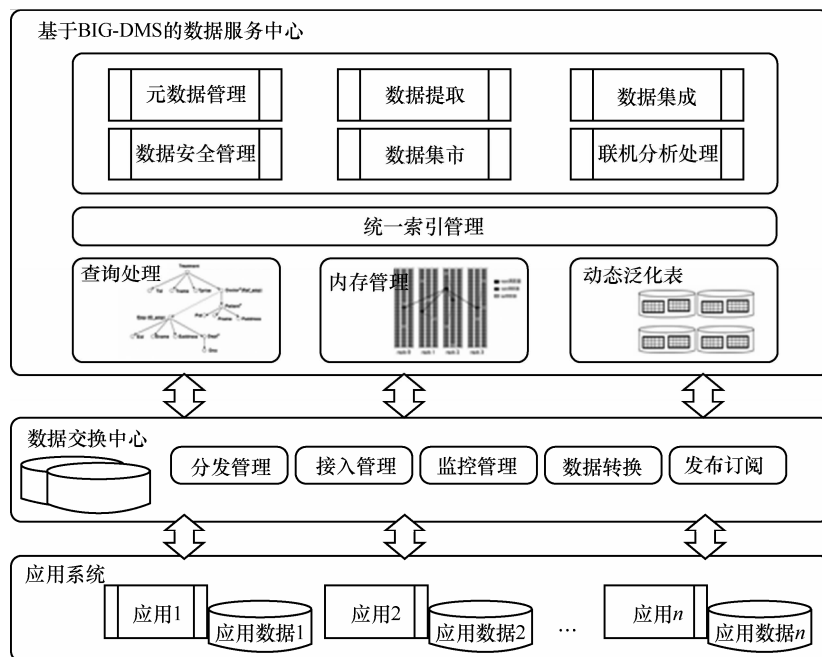 基于BIG-DMS的数据服务中心
元数据管理
数据提取
数据集成
数据安全管理
数据集市
联机分析处理
统一索引管理
查询处理
内存管理
动态泛化表
数据交换中心
分发管理
接入管理
监控管理
数据转换
发布订阅
应用系统
应用1
应用数据1
应用2
应用数据2
…
应用n
应用数据n